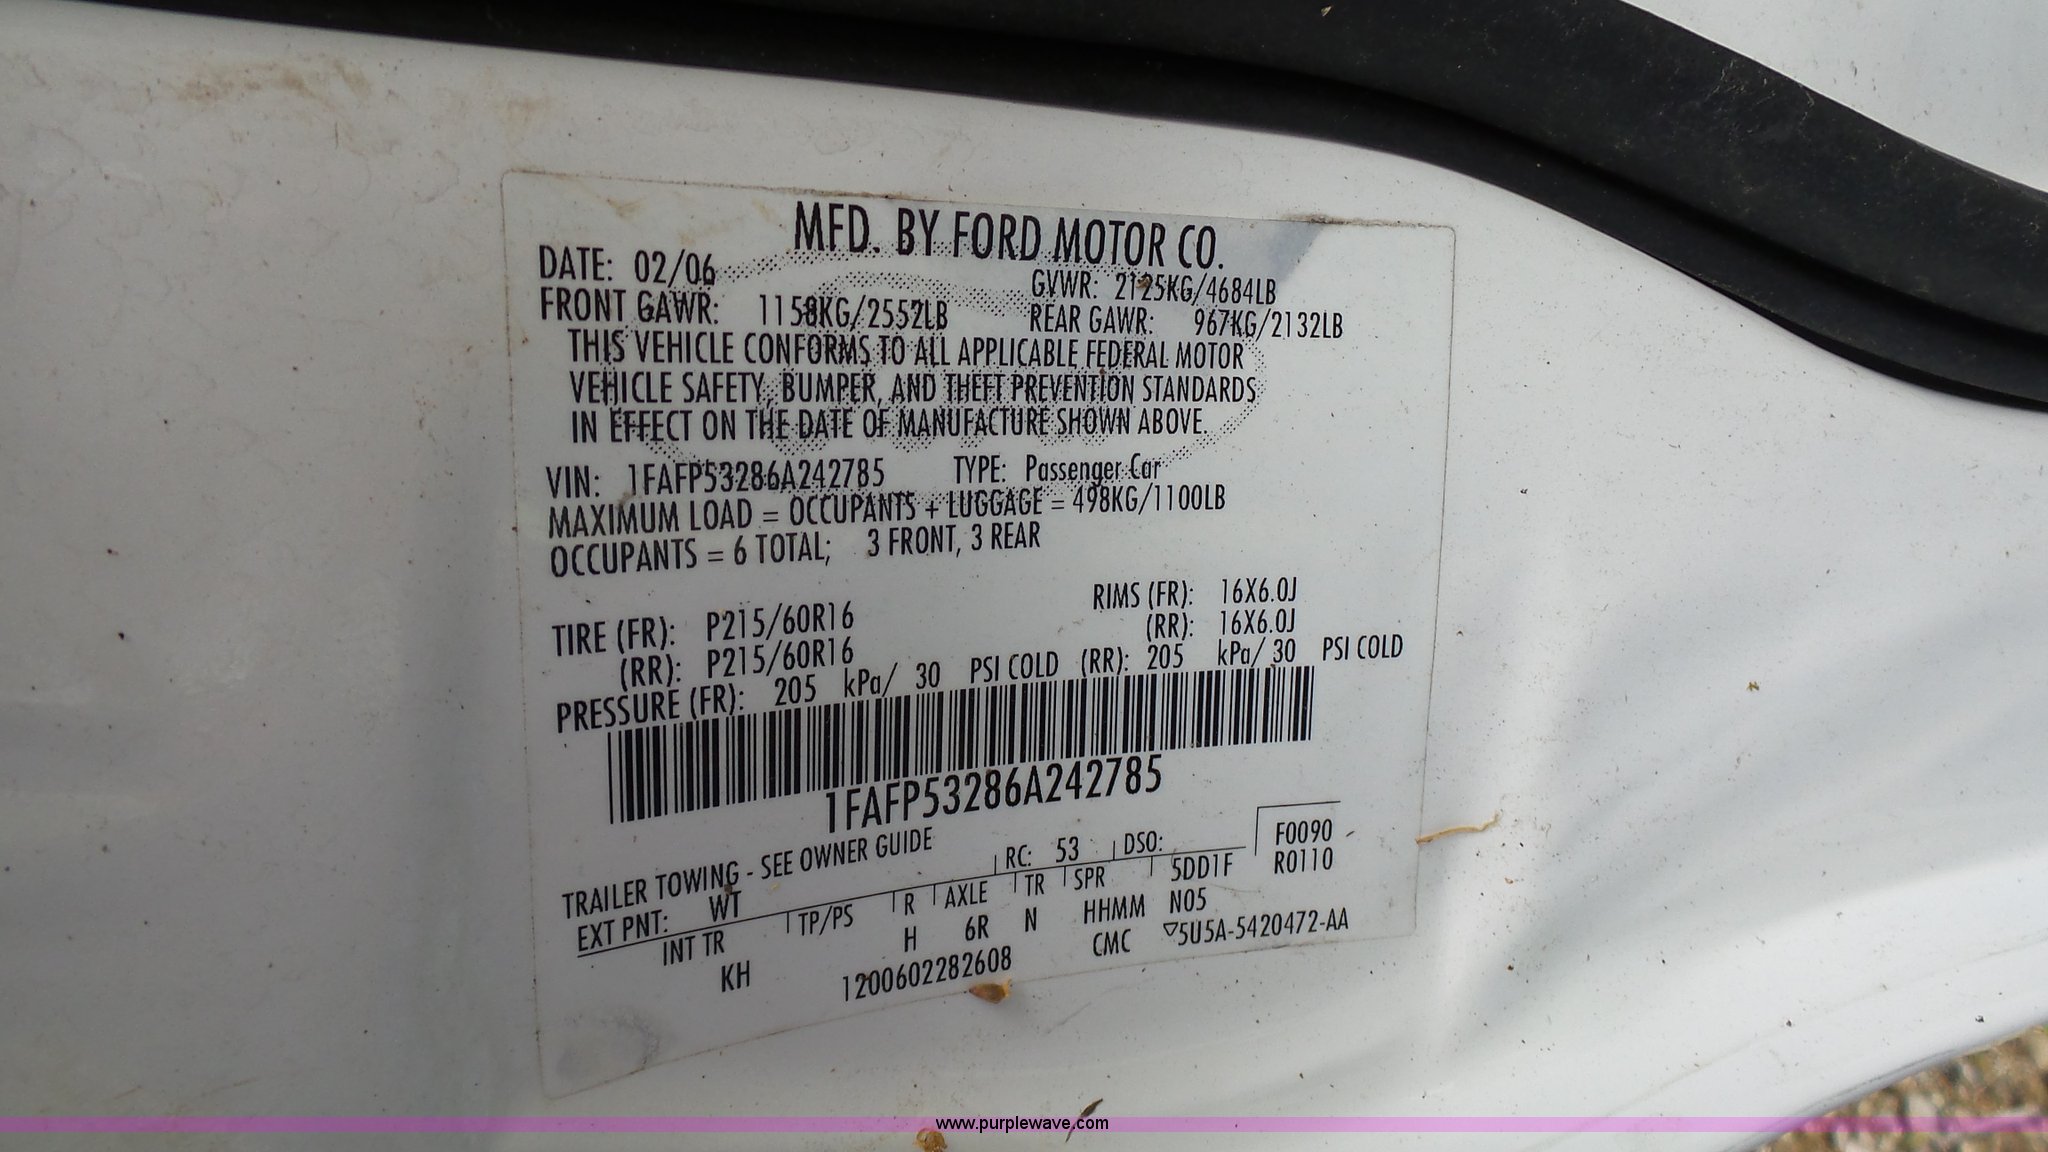 MFD. BY FORD MOTOR CO.
DATE: 02/06 GVWR: 2125KG/4684LB
FRONT GAWR: 1158KG/2552LB REAR GAWR: 967KG/2132LB
THIS VEHICLE CONFORMS TO ALL APPLICABLE FEDERAL MOTOR
VEHICLE SAFETY, BUMPER, AND THEFT PREVENTION STANDARDS
IN EFFECT ON THE DATE OF MANUFACTURE SHOWN ABOVE.
VIN: 1FAFP53286A242785 TYPE: Passenger Car
MAXIMUM LOAD = OCCUPANTS + LUGGAGE = 498KG/1100LB
OCCUPANTS = 6 TOTAL; 3 FRONT, 3 REAR
TIRE (FR): P215/60R16 RIMS (FR): 16X6.0J
(RR): P215/60R16 (RR): 16X6.0J
PRESSURE (FR): 205 kPa/ 30 PSI COLD (RR): 205 kPa/ 30 PSI COLD
1FAFP53286A242785
TRAILER TOWING - SEE OWNER GUIDE
EXT PNT: WT RC: 53 DSO: F0090
INT TR TP/PS R AXLE TR SPR 5DD1F R0110
KH H 6R N HHMM N05
1200602282608 CMC ▽5U5A-5420472-AA
www.purplewave.com